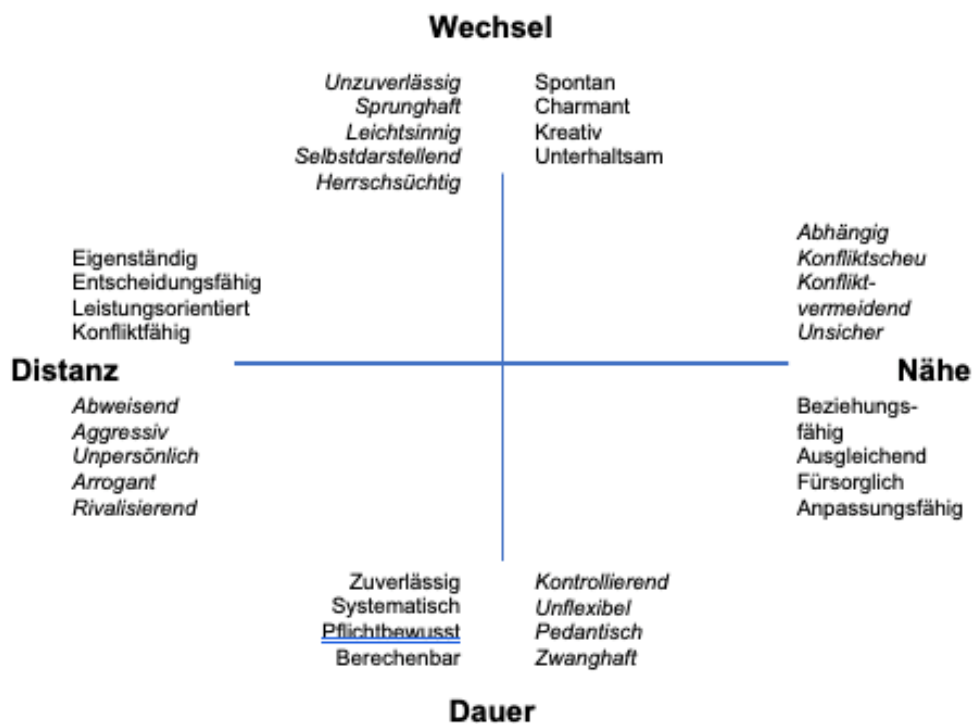 Wechsel
Unzuverlässig
Sprunghaft
Leichtsinnig
Selbstdarstellend
Herrschsüchtig
Spontan
Charmant
Kreativ
Unterhaltsam
Eigenständig
Entscheidungsfähig
Leistungsorientiert
Konfliktfähig
Abhängig
Konfliktscheu
Konflikt-
vermeidend
Unsicher
Distanz
Nähe
Abweisend
Aggressiv
Unpersönlich
Arrogant
Rivalisierend
Beziehungs-
fähig
Ausgleichend
Fürsorglich
Anpassungsfähig
Zuverlässig
Systematisch
Pflichtbewusst
Berechenbar
Kontrollierend
Unflexibel
Pedantisch
Zwanghaft
Dauer